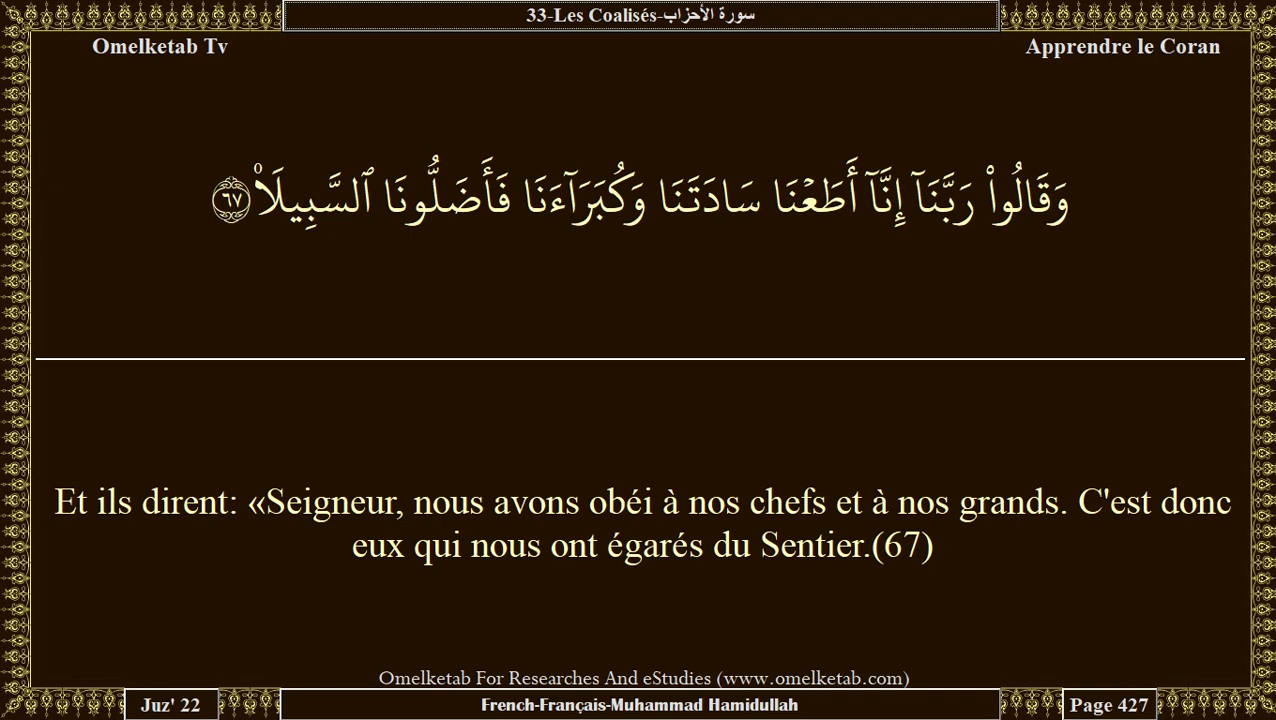 33-Les Coalisés-سورة الأحزاب
Omelketab Tv
Apprendre le Coran
وَقَالُوا۟ رَبَّنَآ إِنَّآ أَطَعْنَا سَادَتَنَا وَكُبَرَآءَنَا فَأَضَلُّونَا ٱلسَّبِيلَا۠ ٦٧
Et ils dirent: «Seigneur, nous avons obéi à nos chefs et à nos grands. C'est donc
eux qui nous ont égarés du Sentier.(67)
Omelketab For Researches And eStudies (www.omelketab.com)
Juz' 22
French-Français-Muhammad Hamidullah
Page 427